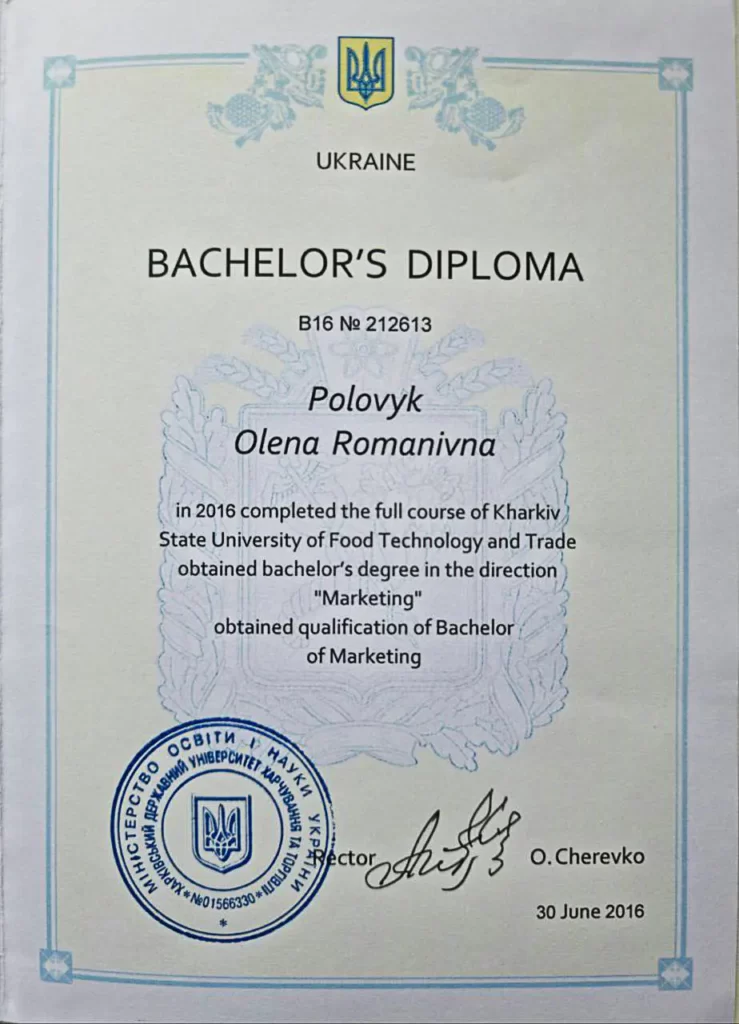 UKRAINE
BACHELOR'S DIPLOMA
B16 № 212613
Polovyk
Olena Romanivna
in 2016 completed the full course of Kharkiv
State University of Food Technology and Trade
obtained bachelor's degree in the direction
"Marketing"
obtained qualification of Bachelor
of Marketing
МІНІСТЕРСТВО ОСВІТИ І НАУКИ УКРАЇНИ
ХАРКІВСЬКИЙ ДЕРЖАВНИЙ УНІВЕРСИТЕТ ХАРЧУВАННЯ ТА ТОРГІВЛІ
*№01566330*
*
Rector
O. Cherevko
30 June 2016